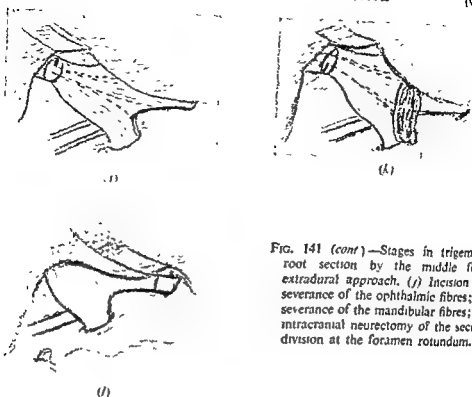 (j)
(k)
(l)
FIG. 141 (cont)—Stages in trigem
root section by the middle f
extradural approach. (j) Incision
severance of the ophthalmic fibres;
severance of the mandibular fibres;
intracranial neurectomy of the sec
division at the foramen rotundum.